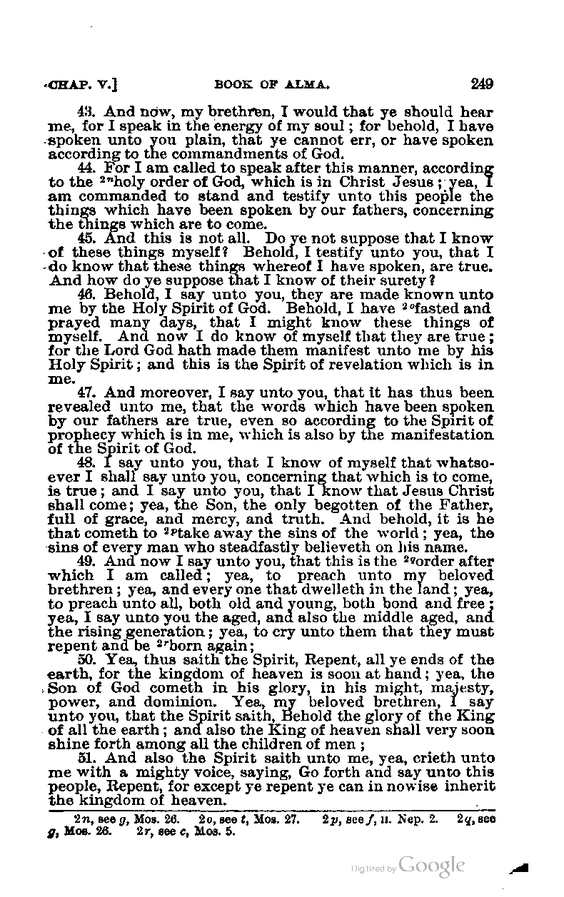 CHAP. V.] BOOK OF ALMA. 249
43. And now, my brethren, I would that ye should hear
me, for I speak in the energy of my soul; for behold, I have
spoken unto you plain, that ye cannot err, or have spoken
according to the commandments of God.
44. For I am called to speak after this manner, according
to the ²ⁿholy order of God, which is in Christ Jesus; yea, I
am commanded to stand and testify unto this people the
things which have been spoken by our fathers, concerning
the things which are to come.
45. And this is not all. Do ye not suppose that I know
of these things myself? Behold, I testify unto you, that I
do know that these things whereof I have spoken, are true.
And how do ye suppose that I know of their surety?
46. Behold, I say unto you, they are made known unto
me by the Holy Spirit of God. Behold, I have ²ᵒfasted and
prayed many days, that I might know these things of
myself. And now I do know of myself that they are true;
for the Lord God hath made them manifest unto me by his
Holy Spirit; and this is the Spirit of revelation which is in
me.
47. And moreover, I say unto you, that it has thus been
revealed unto me, that the words which have been spoken
by our fathers are true, even so according to the Spirit of
prophecy which is in me, which is also by the manifestation
of the Spirit of God.
48. I say unto you, that I know of myself that whatso-
ever I shall say unto you, concerning that which is to come,
is true; and I say unto you, that I know that Jesus Christ
shall come; yea, the Son, the only begotten of the Father,
full of grace, and mercy, and truth. And behold, it is he
that cometh to ²ᵖtake away the sins of the world; yea, the
sins of every man who steadfastly believeth on his name.
49. And now I say unto you, that this is the ²𐞥order after
which I am called; yea, to preach unto my beloved
brethren; yea, and every one that dwelleth in the land; yea,
to preach unto all, both old and young, both bond and free;
yea, I say unto you the aged, and also the middle aged, and
the rising generation; yea, to cry unto them that they must
repent and be ²ʳborn again;
50. Yea, thus saith the Spirit, Repent, all ye ends of the
earth, for the kingdom of heaven is soon at hand; yea, the
Son of God cometh in his glory, in his might, majesty,
power, and dominion. Yea, my beloved brethren, I say
unto you, that the Spirit saith, Behold the glory of the King
of all the earth; and also the King of heaven shall very soon
shine forth among all the children of men;
51. And also the Spirit saith unto me, yea, crieth unto
me with a mighty voice, saying, Go forth and say unto this
people, Repent, for except ye repent ye can in nowise inherit
the kingdom of heaven.
2n, see g, Mos. 26. 2o, see t, Mos. 27. 2p, see f, II. Nep. 2. 2q, see
g, Mos. 26. 2r, see c, Mos. 5.
Digitized by Google